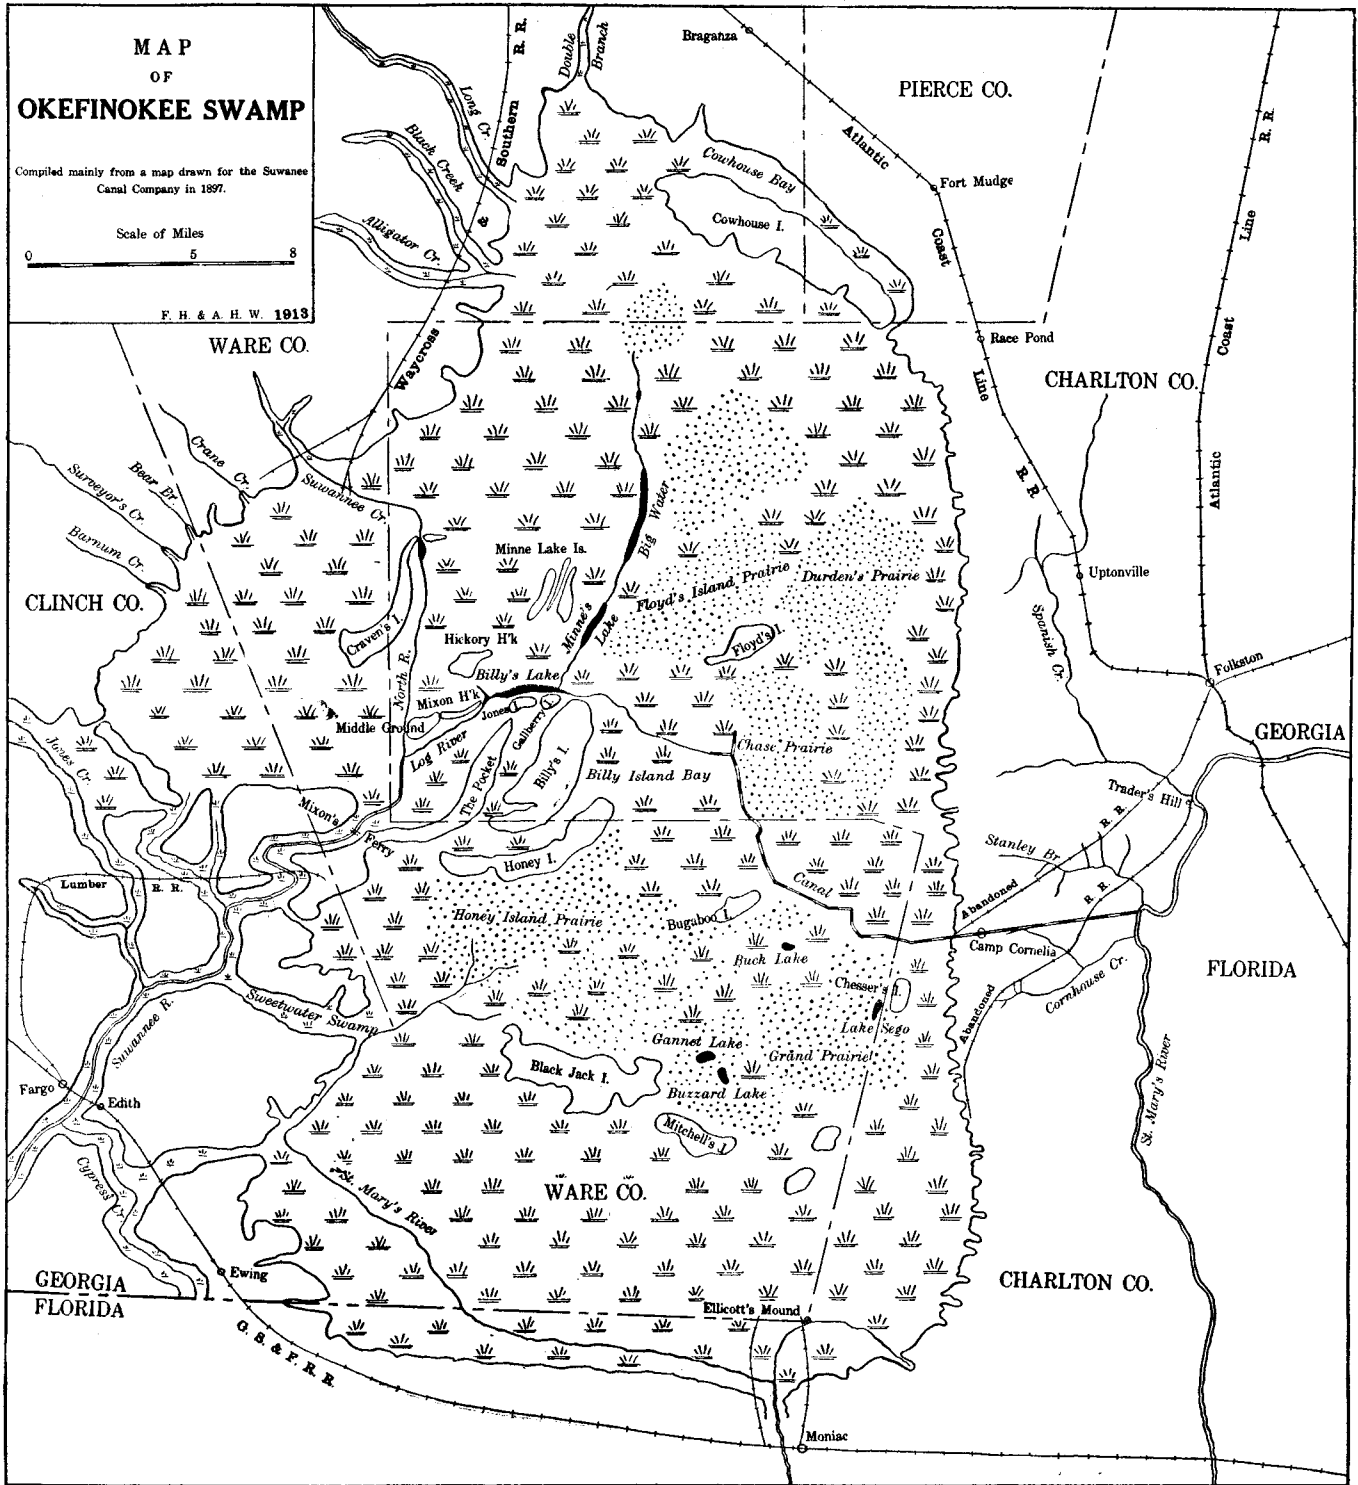 MAP
OF
OKEFINOKEE SWAMP
Compiled mainly from a map drawn for the Suwanee
Canal Company in 1897.
Scale of Miles
0 5 8
F. H. & A. H. W. 1913
Double
Branch
Southern R. R.
Long Cr.
Black Creek
Alligator Cr.
&
Waycross
Braganza
PIERCE CO.
Atlantic
Coast
Line
R. R.
Fort Mudge
Cowhouse Bay
Cowhouse I.
Race Pond
Atlantic
Coast
Line
R. R.
WARE CO.
CHARLTON CO.
Crane Cr.
Bear Br.
Surveyor's Cr.
Barnum Cr.
Suwannee Cr.
Big Water
Minne Lake Is.
CLINCH CO.
Craven's I.
Hickory H'k
Minne's
Lake
Floyd's Island Prairie
Durden's Prairie
Uptonville
Spanish Cr.
Floyd's I.
Folkston
North R.
Billy's Lake
Mixon H'k
Middle Ground
Jones I.
Gallberry I.
Log River
The Pocket
Billy's I.
Billy Island Bay
Chase Prairie
GEORGIA
Jones Cr.
Trader's Hill
Mixon's
Ferry
Honey I.
Canal
Stanley Br
Abandoned R. R.
Lumber R. R.
Honey Island Prairie
Bugaboo I.
Buck Lake
Camp Cornelia
Cornhouse Cr.
Abandoned R. R.
FLORIDA
Chesser's I.
Lake Sego
Suwannee R.
Sweetwater Swamp
Gannet Lake
Grand Prairie
Black Jack I.
Buzzard Lake
Fargo
Edith
Mitchell's I.
St. Mary's River
Cypress Cr.
St. Mary's River
WARE CO.
Ewing
GEORGIA
FLORIDA
CHARLTON CO.
Ellicott's Mound
G. S. & F. R. R.
Moniac